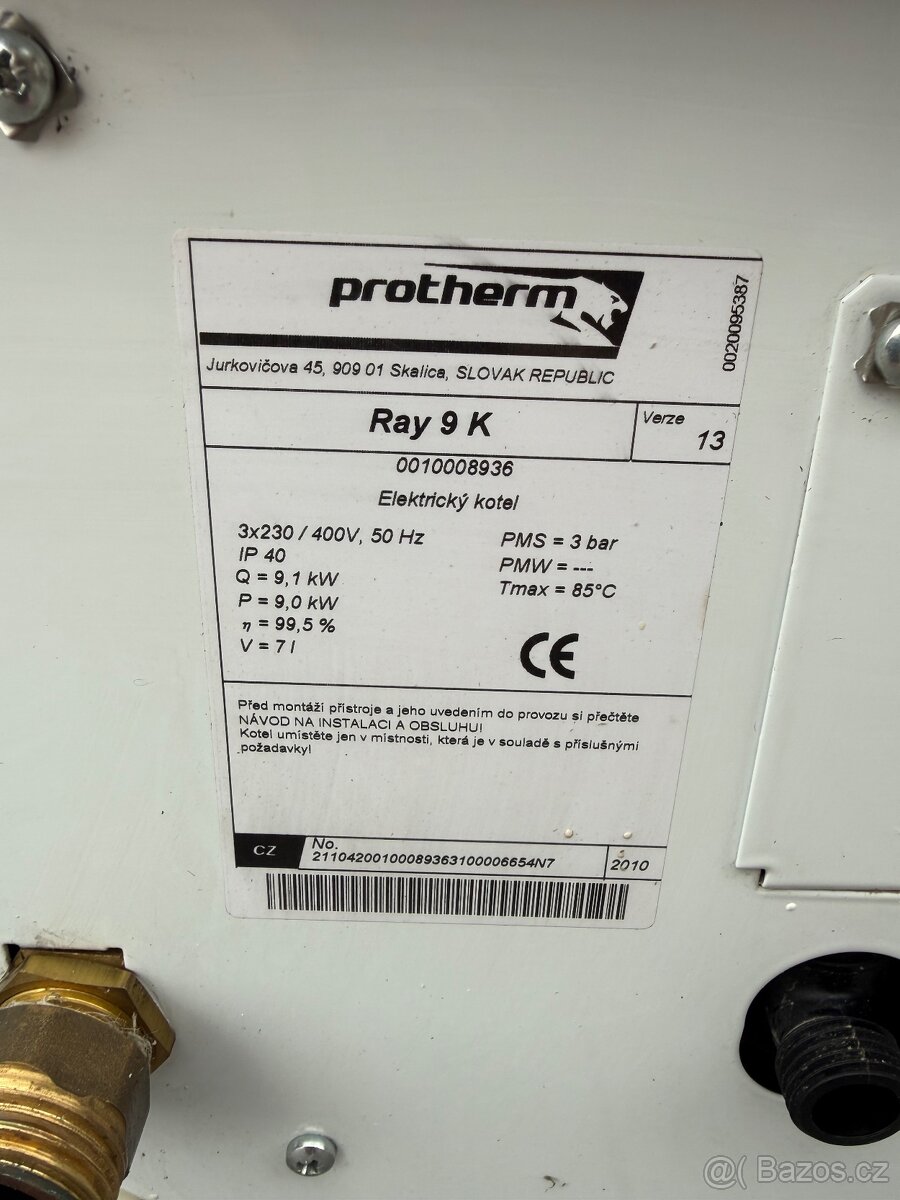 protherm
0020095387
Jurkovičova 45, 909 01 Skalica, SLOVAK REPUBLIC
Ray 9 K
Verze
13
0010008936
Elektrický kotel
3x230 / 400V, 50 Hz
IP 40
Q = 9,1 kW
P = 9,0 kW
η = 99,5 %
V = 7 l
PMS = 3 bar
PMW = ---
Tmax = 85°C
CE
Před montáží přístroje a jeho uvedením do provozu si přečtěte
NÁVOD NA INSTALACI A OBSLUHU!
Kotel umístěte jen v místnosti, která je v souladě s příslušnými
požadavky!
CZ
No.
21104200100089363100006654N7
2010
@( Bazos.cz